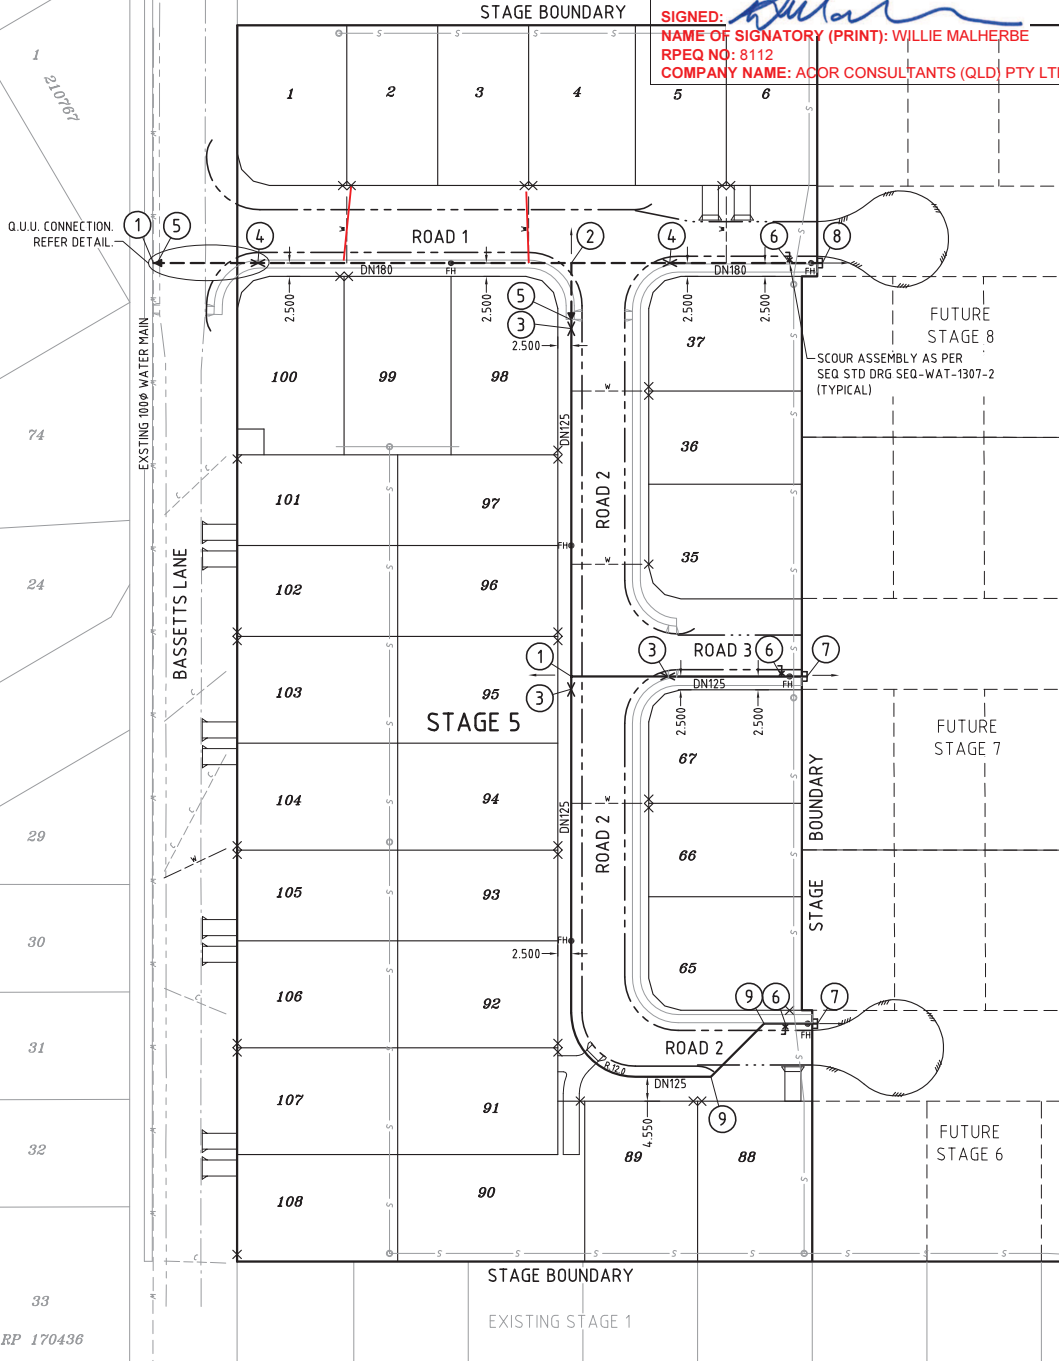 STAGE BOUNDARY
SIGNED:
NAME OF SIGNATORY (PRINT): WILLIE MALHERBE
RPEQ NO: 8112
COMPANY NAME: ACOR CONSULTANTS (QLD) PTY LT
1
210767
1
2
3
4
5
6
Q.U.U. CONNECTION.
REFER DETAIL.
1
5
4
ROAD 1
2
4
6
8
W
W
W
DN180
FH
DN180
FH
2.500
2.500
2.500
2.500
5
3
2.500
FUTURE
STAGE 8
SCOUR ASSEMBLY AS PER
SEQ STD DRG SEQ-WAT-1307-2
(TYPICAL)
EXSTING 100Ø WATER MAIN
100
99
98
37
W
74
DN125
36
101
97
ROAD 2
FH
W
35
24
102
96
BASSETTS LANE
1
3
ROAD 3
6
7
3
DN125
FH
103
95
2.500
2.500
STAGE 5
FUTURE
STAGE 7
67
BOUNDARY
104
94
W
DN125
ROAD 2
29
66
W
105
93
STAGE
30
FH
2.500
65
106
92
9
6
7
FH
31
ROAD 2
R.12.0
DN125
107
91
9
4.550
FUTURE
STAGE 6
32
89
88
108
90
STAGE BOUNDARY
33
EXISTING STAGE 1
RP 170436